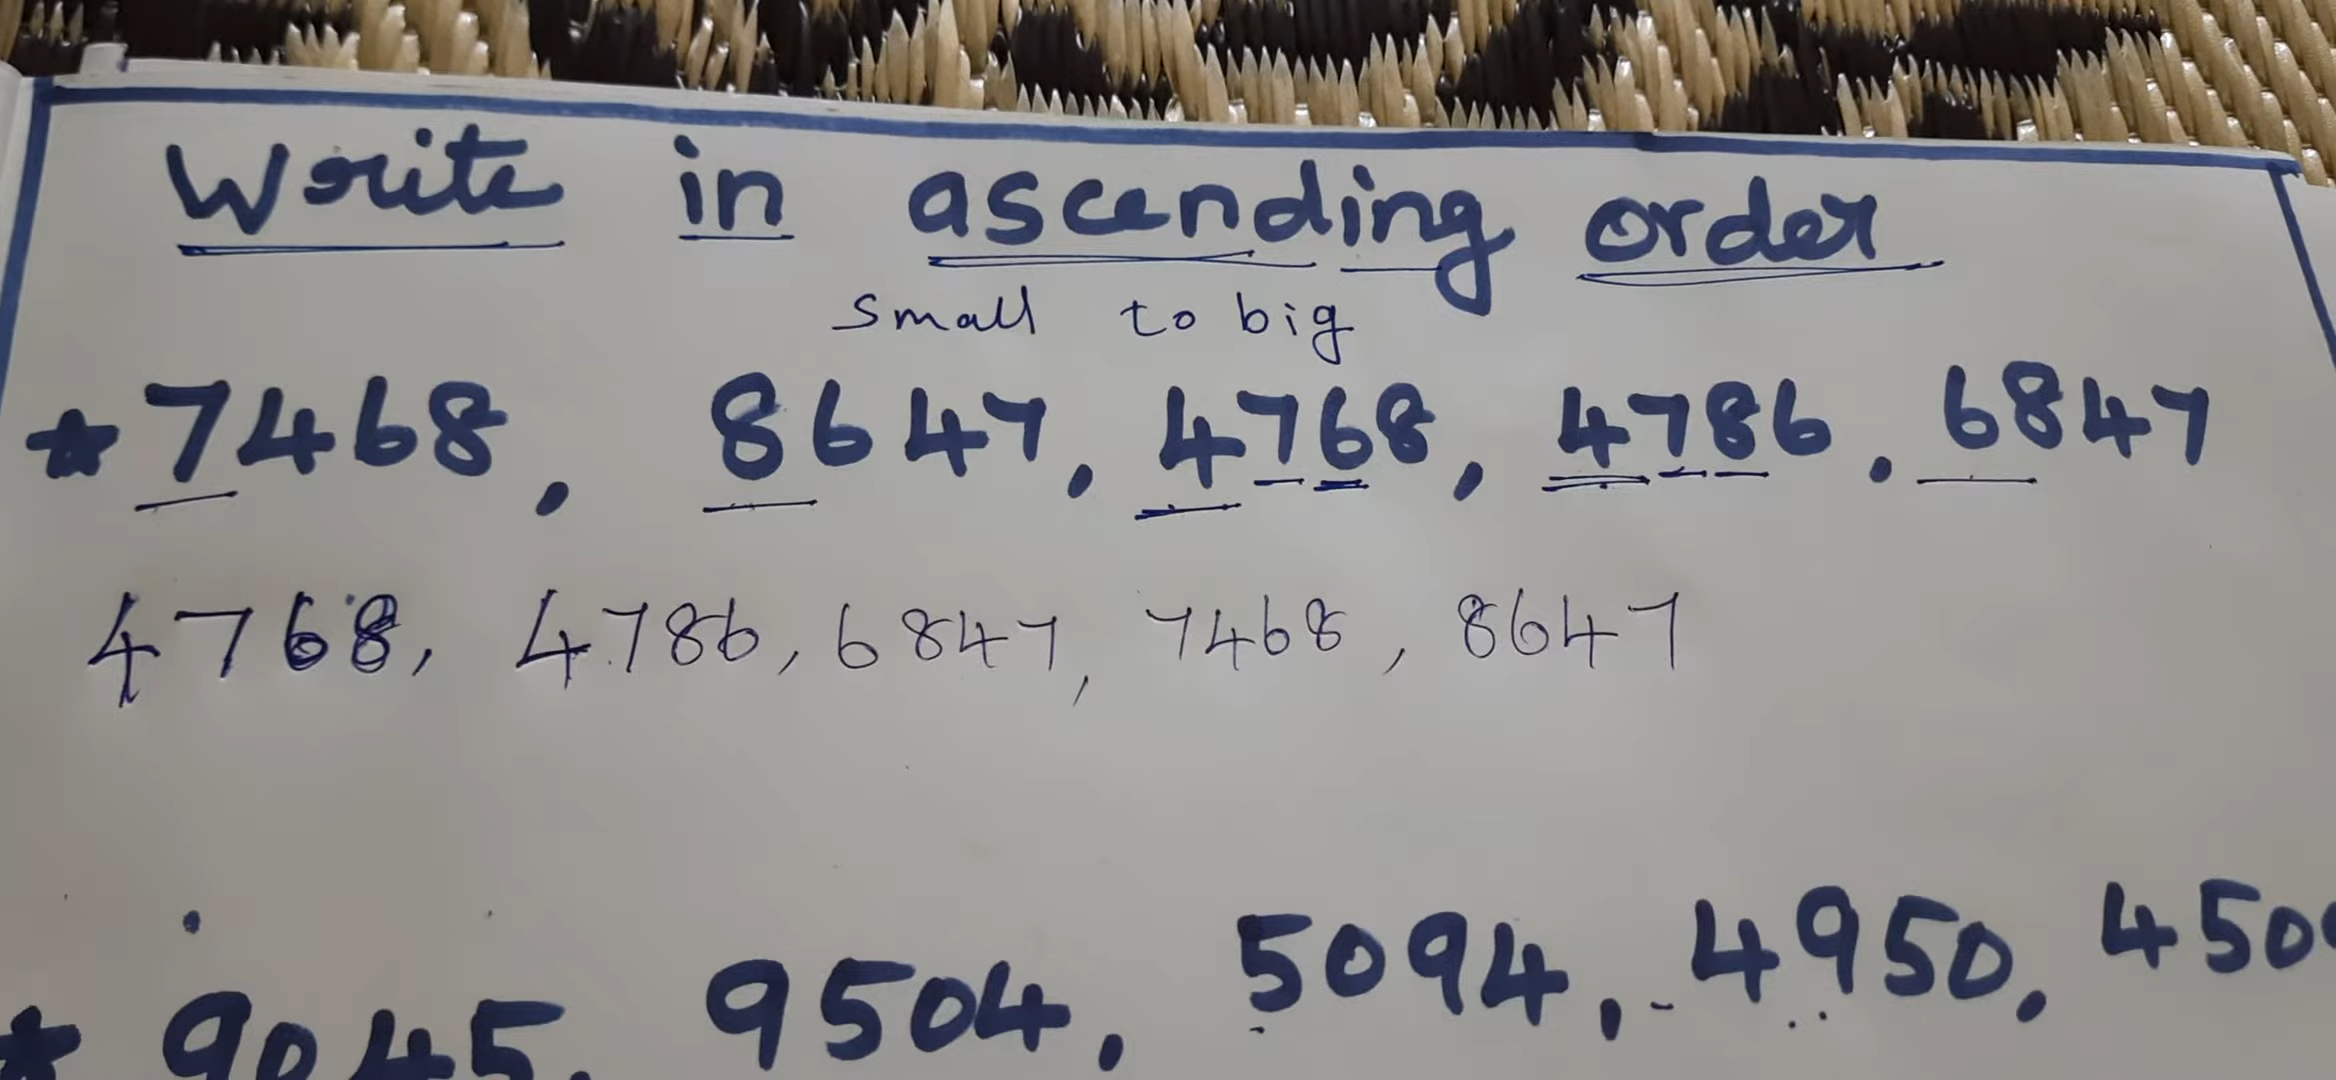 Write in ascending order
small to big
★ 7468, 8647, 4768, 4786, 6847
4768, 4786, 6847, 7468, 8647
★ 9045, 9504, 5094, 4950,